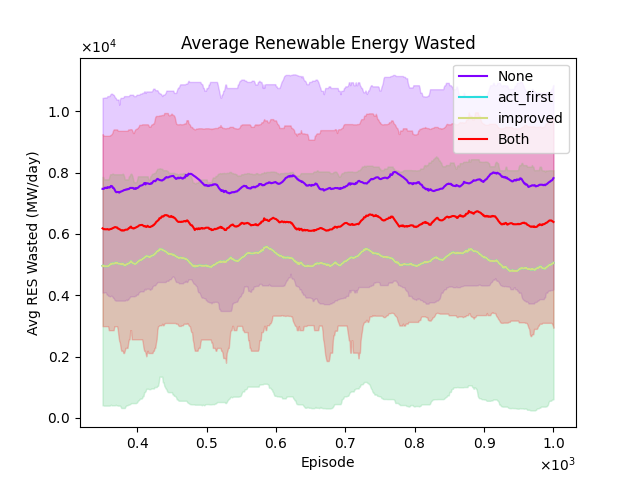 Average Renewable Energy Wasted
×10⁴
1.0
0.8
0.6
0.4
0.2
0.0
Avg RES Wasted (MW/day)
None
act_first
improved
Both
0.4 0.5 0.6 0.7 0.8 0.9 1.0
Episode
×10³